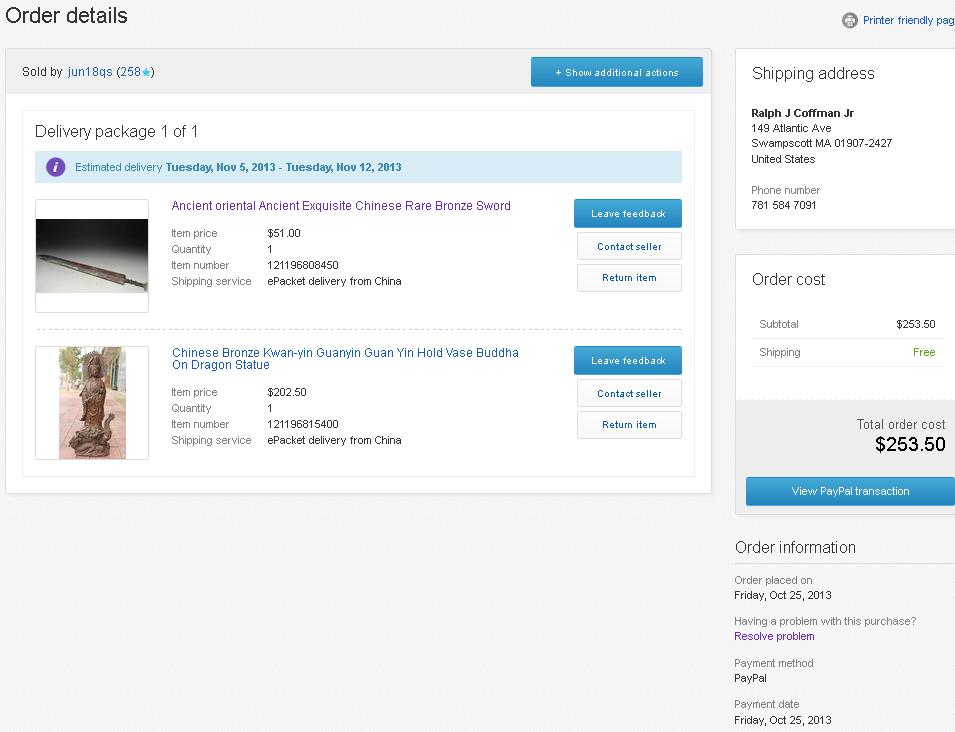 Order details
Printer friendly pag
Sold by jun18qs (258★)
+ Show additional actions
Delivery package 1 of 1
i Estimated delivery Tuesday, Nov 5, 2013 - Tuesday, Nov 12, 2013
Ancient oriental Ancient Exquisite Chinese Rare Bronze Sword
Item price $51.00
Quantity 1
Item number 121196808450
Shipping service ePacket delivery from China
Leave feedback
Contact seller
Return item
Chinese Bronze Kwan-yin Guanyin Guan Yin Hold Vase Buddha
On Dragon Statue
Item price $202.50
Quantity 1
Item number 121196815400
Shipping service ePacket delivery from China
Leave feedback
Contact seller
Return item
Shipping address
Ralph J Coffman Jr
149 Atlantic Ave
Swampscott MA 01907-2427
United States
Phone number
781 584 7091
Order cost
Subtotal $253.50
Shipping Free
Total order cost
$253.50
View PayPal transaction
Order information
Order placed on
Friday, Oct 25, 2013
Having a problem with this purchase?
Resolve problem
Payment method
PayPal
Payment date
Friday, Oct 25, 2013